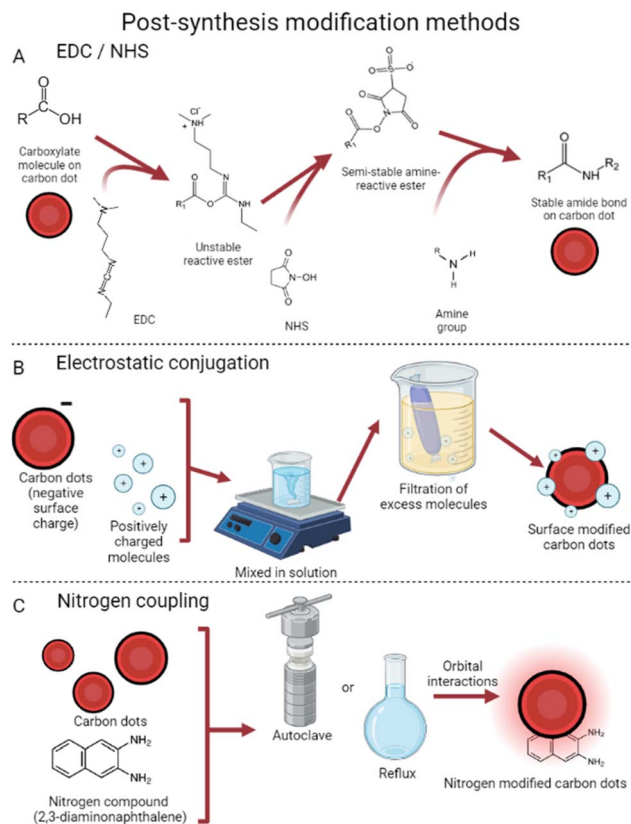 Post-synthesis modification methods
A EDC / NHS
O
R OH
Carboxylate
molecule on
carbon dot
N
N=C=N
EDC
Cl-
+NH
N
O
R1 O NH
Unstable
reactive ester
O
N-OH
O
NHS
O
O S O-
O
O
O N
R1 O O
Semi-stable amine-
reactive ester
R H
N
H
Amine
group
O
R1 NH R2
Stable amide bond
on carbon dot
B Electrostatic conjugation
-
Carbon dots
(negative
surface
charge)
+
+
+
+
+
Positively
charged
molecules
Mixed in solution
Filtration of
excess molecules
+
+
+
+
+
Surface modified
carbon dots
C Nitrogen coupling
Carbon dots
NH2
NH2
Nitrogen compound
(2,3-diaminonaphthalene)
Autoclave
or
Reflux
Orbital
interactions
NH2
NH2
Nitrogen modified carbon dots